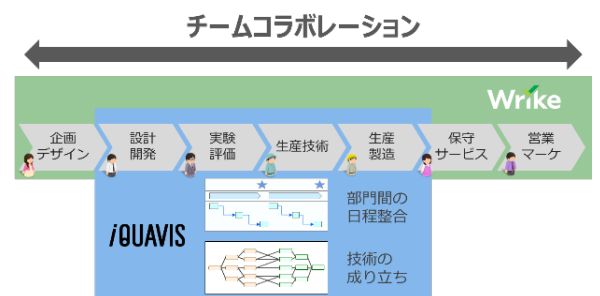 チームコラボレーション
Wrike
企画
デザイン
設計
開発
実験
評価
生産技術
生産
製造
保守
サービス
営業
マーケ
iQUAVIS
部門間の
日程整合
技術の
成り立ち